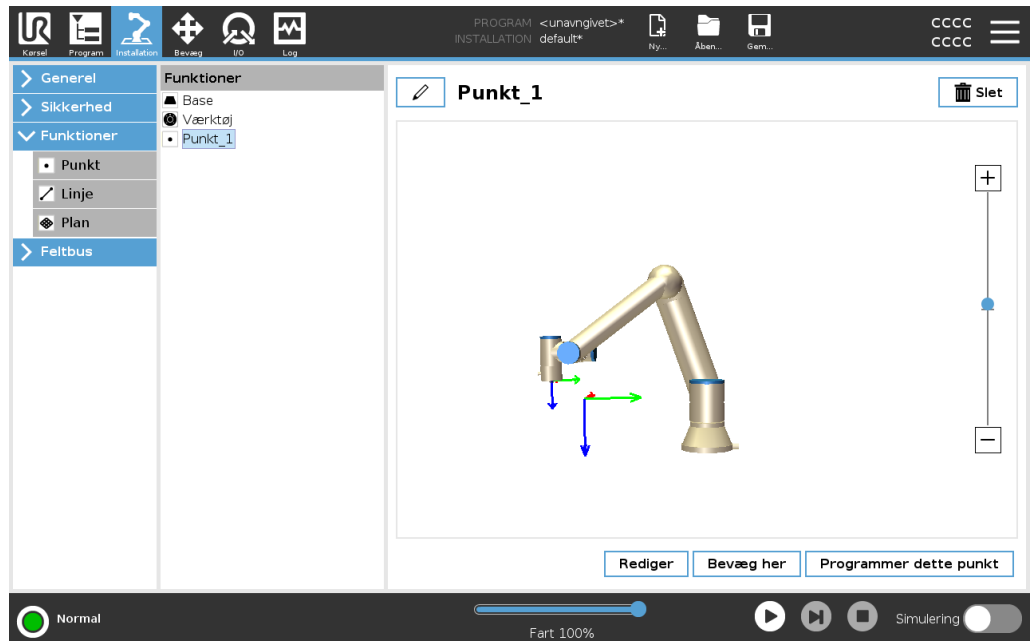 UR
Kørsel
Program
Installation
Bevæg
I/O
Log
PROGRAM <unavngivet>*
INSTALLATION default*
Ny...
Åben...
Gem...
cccc
cccc
Generel
Sikkerhed
Funktioner
Punkt
Linje
Plan
Feltbus
Funktioner
Base
Værktøj
Punkt_1
Punkt_1
Slet
Rediger
Bevæg her
Programmer dette punkt
Normal
Fart 100%
Simulering